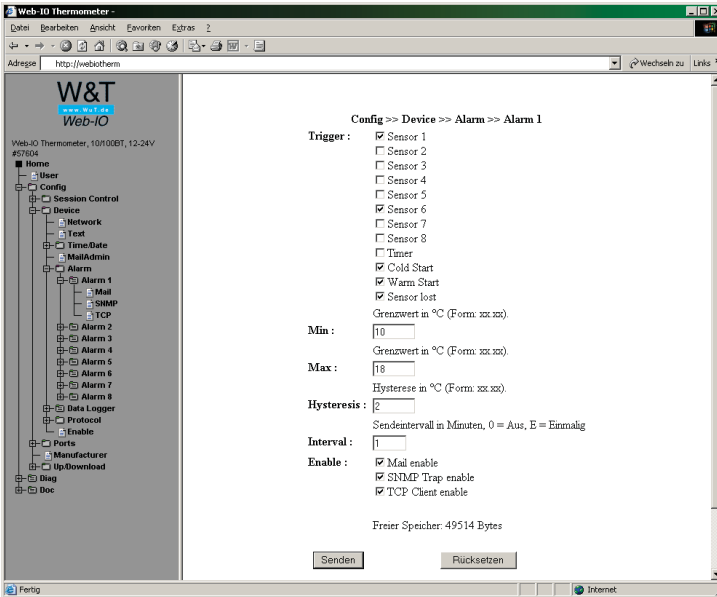 Web-IO Thermometer -
Datei Bearbeiten Ansicht Favoriten Extras ?
Adresse http://webiotherm Wechseln zu Links
W&T
www.WuT.de
Web-IO
Web-IO Thermometer, 10/100BT, 12-24V
#57604
Home
User
Config
Session Control
Device
Network
Text
Time/Date
MailAdmin
Alarm
Alarm 1
Mail
SNMP
TCP
Alarm 2
Alarm 3
Alarm 4
Alarm 5
Alarm 6
Alarm 7
Alarm 8
Data Logger
Protocol
Enable
Ports
Manufacturer
Up/Download
Diag
Doc
Config >> Device >> Alarm >> Alarm 1
Trigger : Sensor 1
Sensor 2
Sensor 3
Sensor 4
Sensor 5
Sensor 6
Sensor 7
Sensor 8
Timer
Cold Start
Warm Start
Sensor lost
Grenzwert in °C (Form: xx.xx).
Min : 10
Grenzwert in °C (Form: xx.xx).
Max : 18
Hysterese in °C (Form: xx.xx).
Hysteresis : 2
Sendeintervall in Minuten, 0 = Aus, E = Einmalig
Interval : 1
Enable : Mail enable
SNMP Trap enable
TCP Client enable
Freier Speicher: 49514 Bytes
Senden Rücksetzen
Fertig Internet